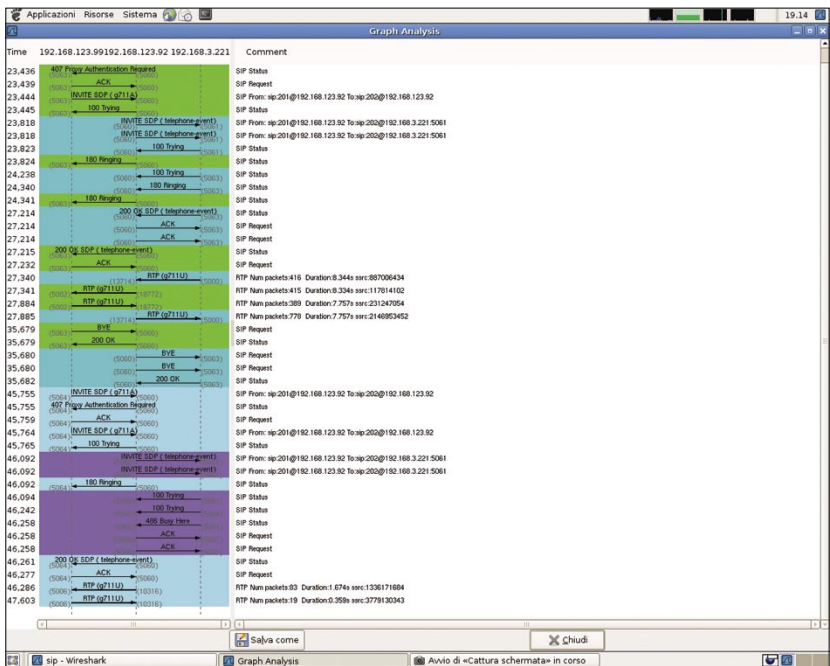 Applicazioni Risorse Sistema 19.14
Graph Analysis
Time 192.168.123.99 192.168.123.92 192.168.3.221 Comment
23,436 407 Proxy Authentication Required SIP Status
23,439 ACK SIP Request
23,444 INVITE SDP ( g711A) SIP From: sip:201@192.168.123.92 To:sip:202@192.168.123.92
23,445 100 Trying SIP Status
23,818 INVITE SDP ( telephone-event) SIP From: sip:201@192.168.123.92 To:sip:202@192.168.3.221:5061
23,818 INVITE SDP ( telephone-event) SIP From: sip:201@192.168.123.92 To:sip:202@192.168.3.221:5061
23,823 100 Trying SIP Status
23,824 180 Ringing SIP Status
24,238 100 Trying SIP Status
24,340 180 Ringing SIP Status
24,341 180 Ringing SIP Status
27,214 200 OK SDP ( telephone-event) SIP Status
27,214 ACK SIP Request
27,214 ACK SIP Request
27,215 200 OK SDP ( telephone-event) SIP Status
27,232 ACK SIP Request
27,340 RTP (g711U) RTP Num packets:416 Duration:8.344s ssrc:887006434
27,341 RTP (g711U) RTP Num packets:415 Duration:8.334s ssrc:117814102
27,884 RTP (g711U) RTP Num packets:389 Duration:7.757s ssrc:231247054
27,885 RTP (g711U) RTP Num packets:778 Duration:7.757s ssrc:2146953452
35,679 BYE SIP Request
35,679 200 OK SIP Status
35,680 BYE SIP Request
35,680 BYE SIP Request
35,682 200 OK SIP Status
45,755 INVITE SDP ( g711A) SIP From: sip:201@192.168.123.92 To:sip:202@192.168.123.92
45,755 407 Proxy Authentication Required SIP Status
45,759 ACK SIP Request
45,764 INVITE SDP ( g711A) SIP From: sip:201@192.168.123.92 To:sip:202@192.168.123.92
45,765 100 Trying SIP Status
46,092 INVITE SDP ( telephone-event) SIP From: sip:201@192.168.123.92 To:sip:202@192.168.3.221:5061
46,092 INVITE SDP ( telephone-event) SIP From: sip:201@192.168.123.92 To:sip:202@192.168.3.221:5061
46,092 180 Ringing SIP Status
46,094 100 Trying SIP Status
46,242 100 Trying SIP Status
46,258 486 Busy Here SIP Status
46,258 ACK SIP Request
46,258 ACK SIP Request
46,261 200 OK SDP ( telephone-event) SIP Status
46,277 ACK SIP Request
46,286 RTP (g711U) RTP Num packets:83 Duration:1.674s ssrc:1336171684
47,603 RTP (g711U) RTP Num packets:19 Duration:0.359s ssrc:3779130343
Salva come Chiudi
sip - Wireshark Graph Analysis Avvio di «Cattura schermata» in corso